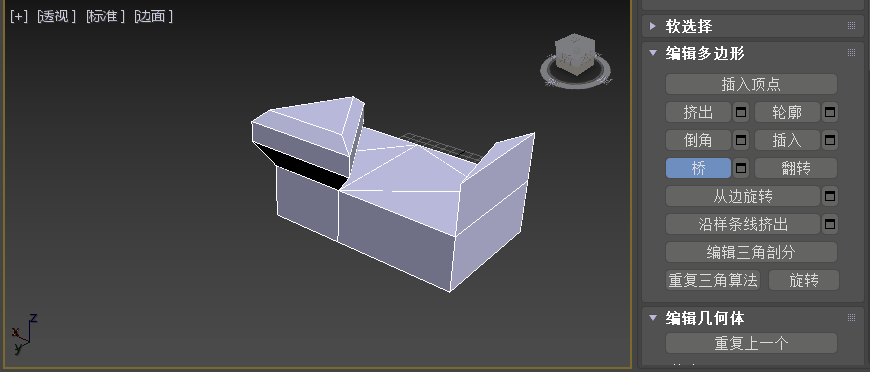 [+] [透视] [标准] [边面]
z
x
y
软选择
编辑多边形
插入顶点
挤出 轮廓
倒角 插入
桥 翻转
从边旋转
沿样条线挤出
编辑三角剖分
重复三角算法 旋转
编辑几何体
重复上一个